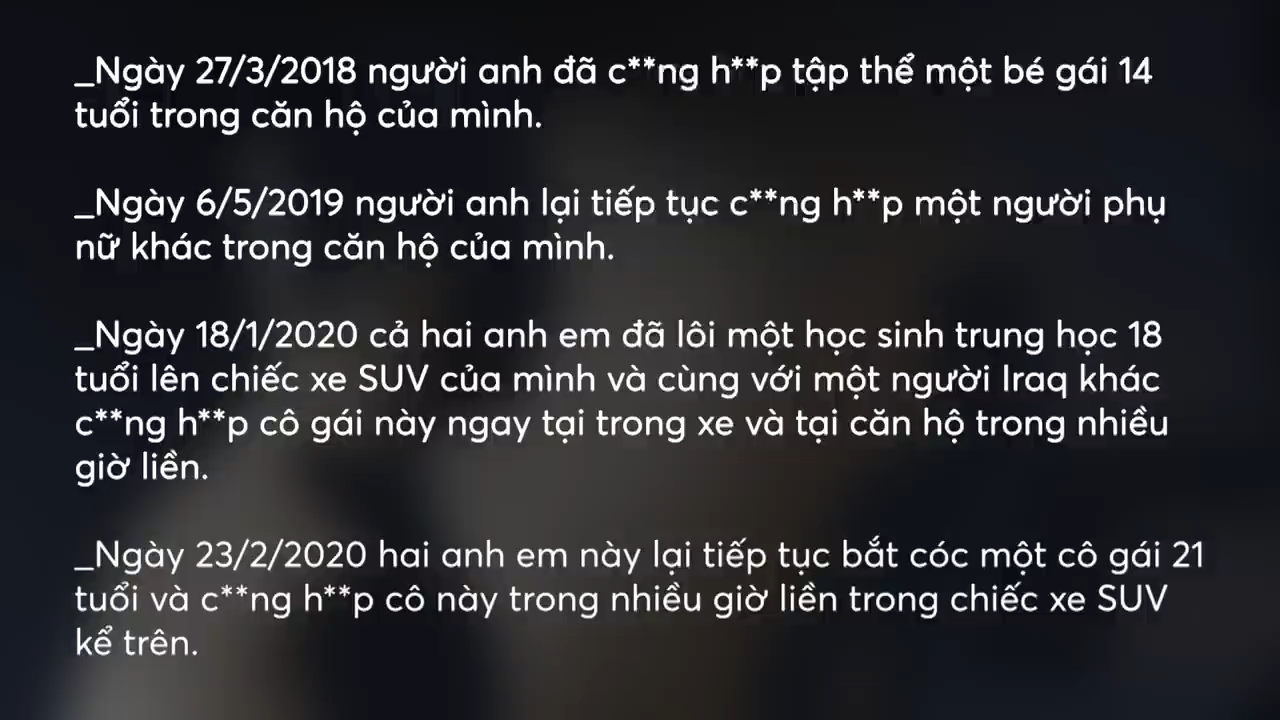 _Ngày 27/3/2018 người anh đã c**ng h**p tập thể một bé gái 14
tuổi trong căn hộ của mình.
_Ngày 6/5/2019 người anh lại tiếp tục c**ng h**p một người phụ
nữ khác trong căn hộ của mình.
_Ngày 18/1/2020 cả hai anh em đã lôi một học sinh trung học 18
tuổi lên chiếc xe SUV của mình và cùng với một người Iraq khác
c**ng h**p cô gái này ngay tại trong xe và tại căn hộ trong nhiều
giờ liền.
_Ngày 23/2/2020 hai anh em này lại tiếp tục bắt cóc một cô gái 21
tuổi và c**ng h**p cô này trong nhiều giờ liền trong chiếc xe SUV
kể trên.